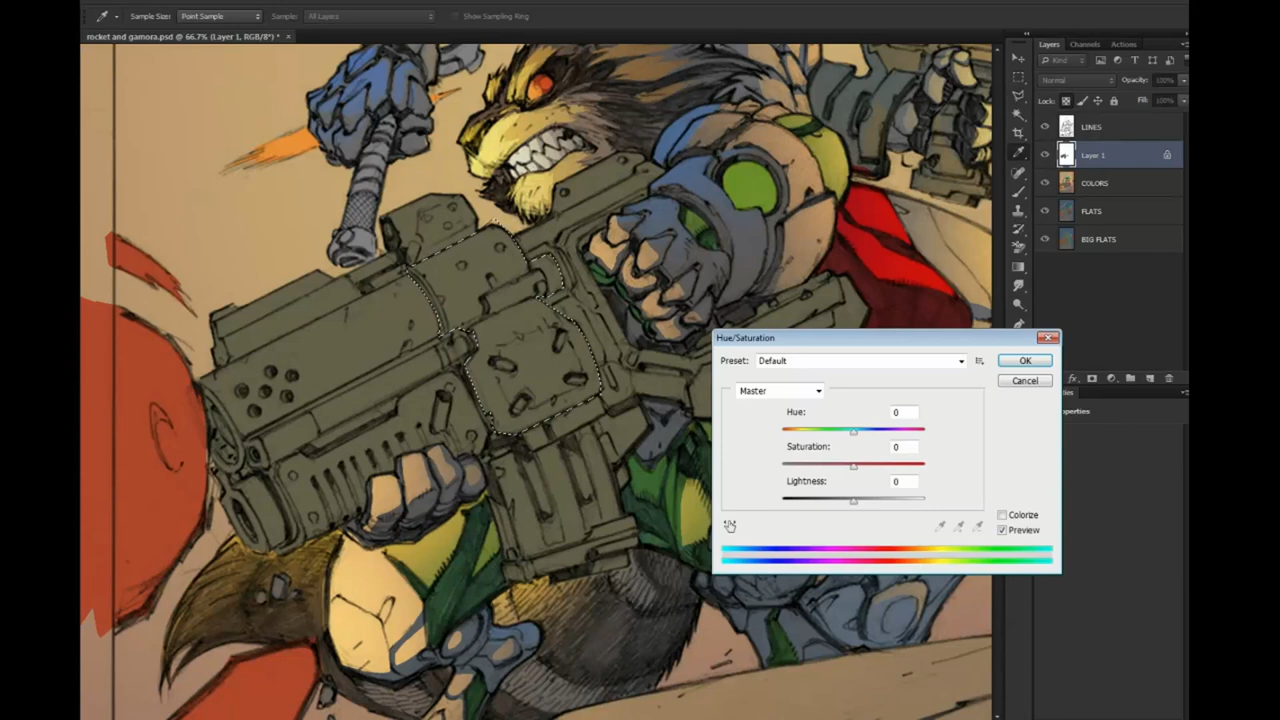 Sample Size: Point Sample Sample: All Layers Show Sampling Ring
rocket and gamora.psd @ 66.7% (Layer 1, RGB/8*) * ×
Layers Channels Actions
Kind
Normal Opacity: 100%
Lock: Fill: 100%
LINES
Layer 1
COLORS
FLATS
BIG FLATS
Hue/Saturation
Preset: Default OK
Cancel
Master
Hue: 0
Saturation: 0
Lightness: 0
Colorize
Preview
fx
roperties